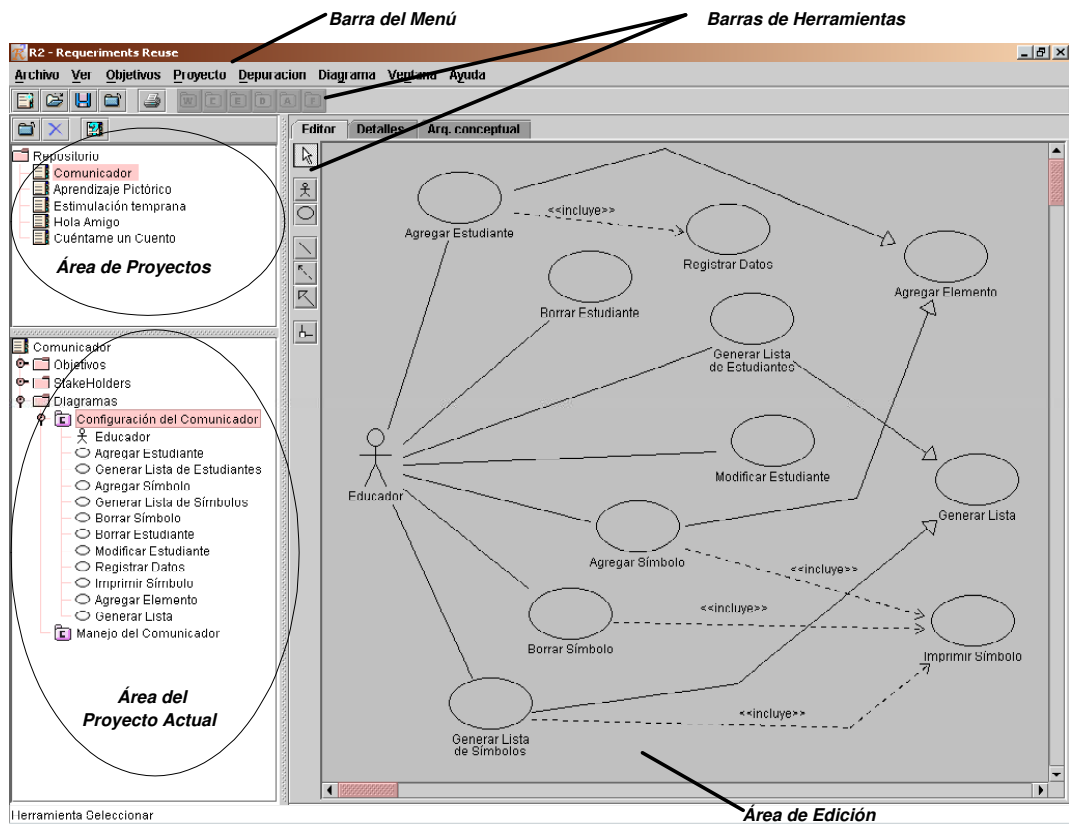 Barra del Menú
Barras de Herramientas
R2 - Requeriments Reuse
Archivo Ver Objetivos Proyecto Depuracion Diagrama Ventana Ayuda
W C E D A F
Editor Detalles Arq. conceptual
Repositorio
Comunicador
Aprendizaje Pictórico
Estimulación temprana
Hola Amigo
Cuéntame un Cuento
Área de Proyectos
Comunicador
Objetivos
StakeHolders
Diagramas
C Configuración del Comunicador
Educador
Agregar Estudiante
Generar Lista de Estudiantes
Agregar Símbolo
Generar Lista de Símbolos
Borrar Símbolo
Borrar Estudiante
Modificar Estudiante
Registrar Datos
Imprimir Símbolo
Agregar Elemento
Generar Lista
C Manejo del Comunicador
Área del
Proyecto Actual
Agregar Estudiante
<<incluye>>
Registrar Datos
Agregar Elemento
Borrar Estudiante
Generar Lista
de Estudiantes
Modificar Estudiante
Educador
Generar Lista
Agregar Símbolo
<<incluye>>
<<incluye>>
Borrar Símbolo
Imprimir Símbolo
<<incluye>>
Generar Lista
de Símbolos
Área de Edición
Herramienta Seleccionar